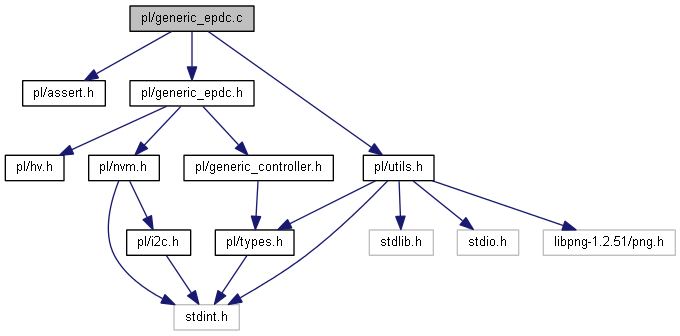 pl/generic_epdc.c
pl/assert.h
pl/generic_epdc.h
pl/hv.h
pl/nvm.h
pl/generic_controller.h
pl/utils.h
pl/i2c.h
pl/types.h
stdlib.h
stdio.h
libpng-1.2.51/png.h
stdint.h